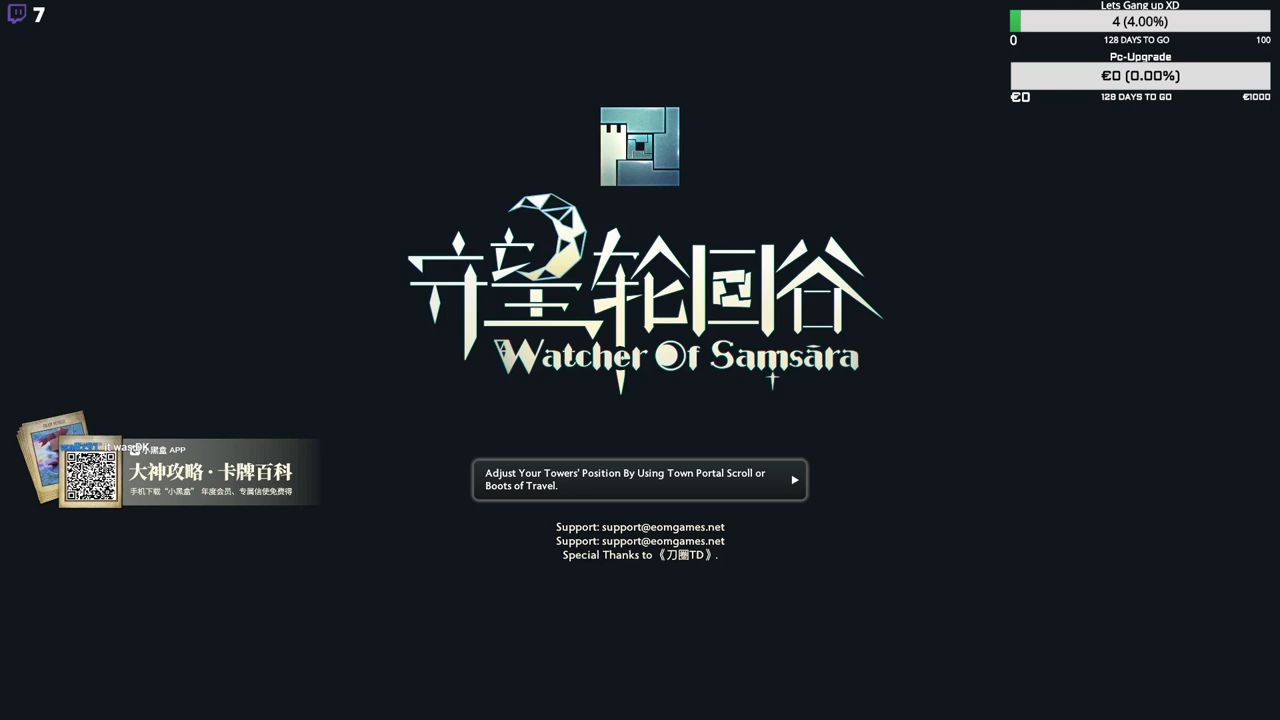 7
Lets Gang up XD
4 (4.00%)
0
128 DAYS TO GO
100
Pc-Upgrade
€0 (0.00%)
€0
128 DAYS TO GO
€1000
守望轮回谷
Watcher Of Samsāra
it was DK
小黑盒 APP
大神攻略·卡牌百科
手机下载“小黑盒” 年度会员、专属信使免费得
Adjust Your Towers' Position By Using Town Portal Scroll or
Boots of Travel.
Support: support@eomgames.net
Support: support@eomgames.net
Special Thanks to 《刀圈TD》.